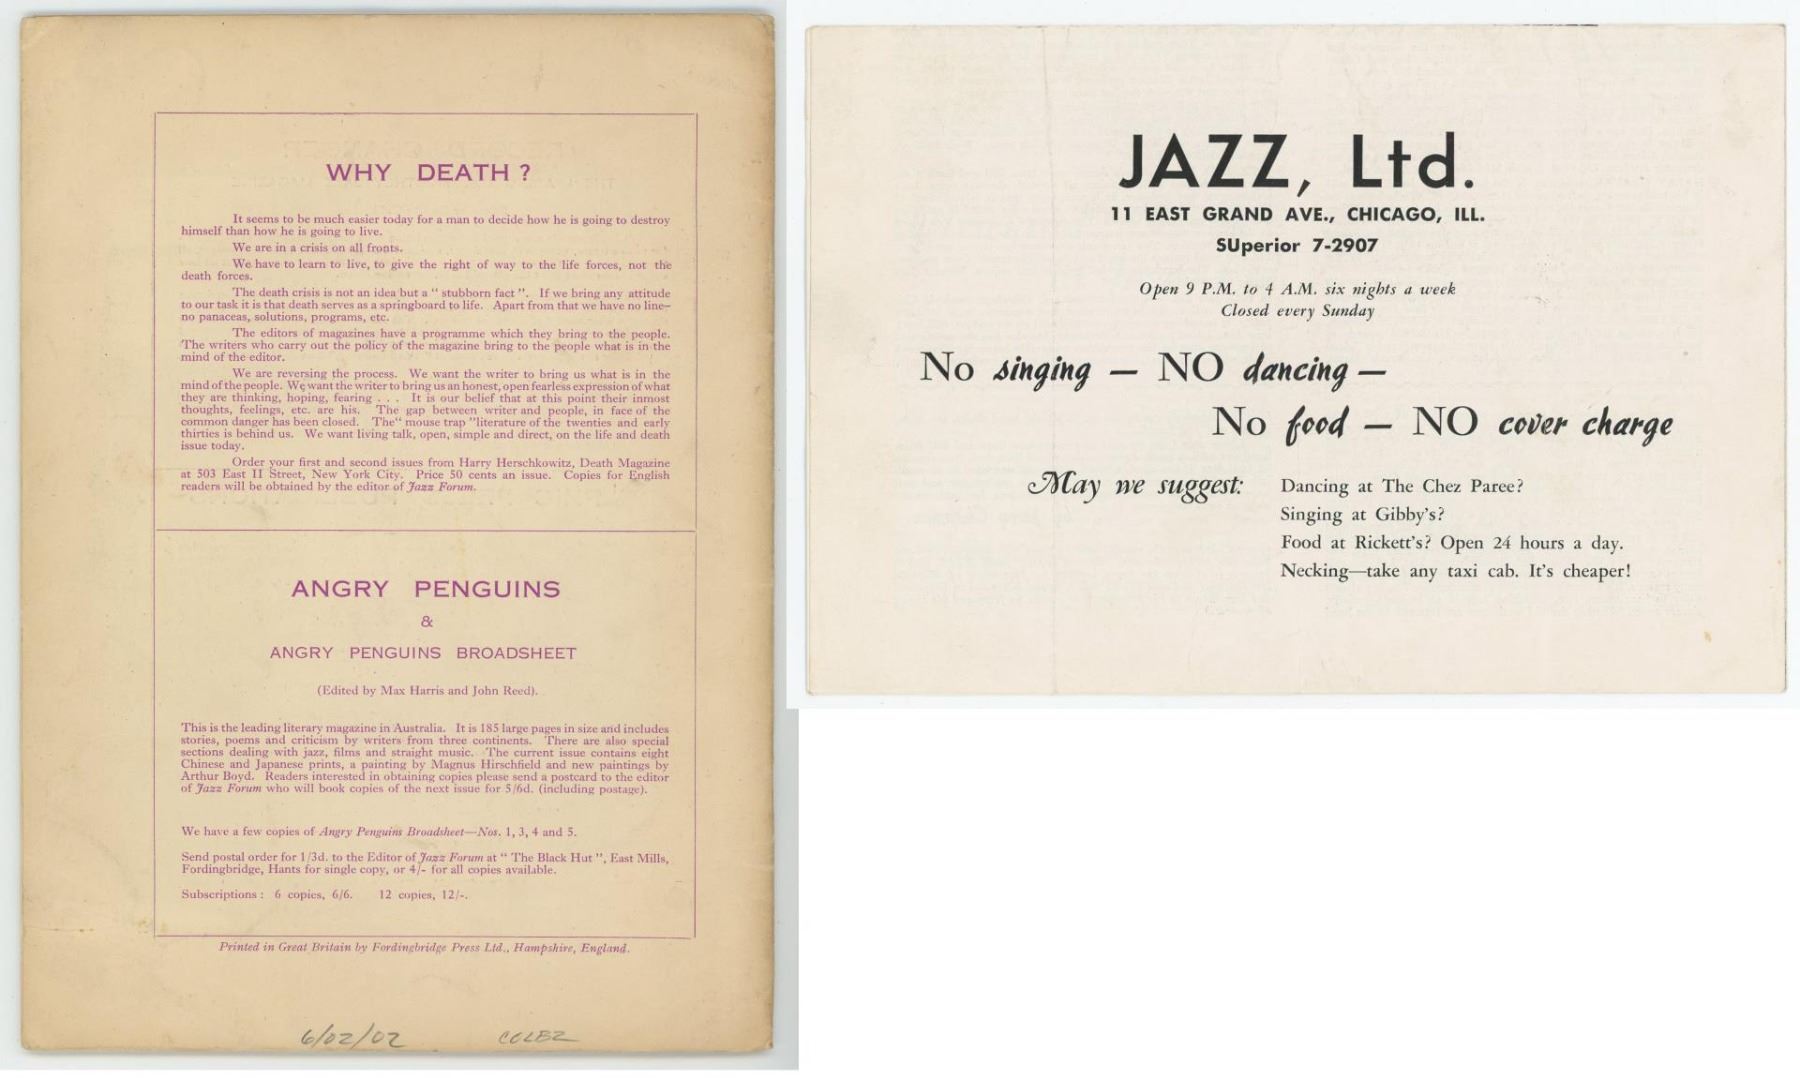 WHY DEATH ?
It seems to be much easier today for a man to decide how he is going to destroy
himself than how he is going to live.
We are in a crisis on all fronts.
We have to learn to live, to give the right of way to the life forces, not the
death forces.
The death crisis is not an idea but a " stubborn fact ". If we bring any attitude
to our task it is that death serves as a springboard to life. Apart from that we have no line—
no panaceas, solutions, programs, etc.
The editors of magazines have a programme which they bring to the people.
The writers who carry out the policy of the magazine bring to the people what is in the
mind of the editor.
We are reversing the process. We want the writer to bring us what is in the
mind of the people. We want the writer to bring us an honest, open fearless expression of what
they are thinking, hoping, fearing . . . It is our belief that at this point their inmost
thoughts, feelings, etc. are his. The gap between writer and people, in face of the
common danger has been closed. The" mouse trap "literature of the twenties and early
thirties is behind us. We want living talk, open, simple and direct, on the life and death
issue today.
Order your first and second issues from Harry Herschkowitz, Death Magazine
at 503 East II Street, New York City. Price 50 cents an issue. Copies for English
readers will be obtained by the editor of Jazz Forum.
ANGRY PENGUINS
&
ANGRY PENGUINS BROADSHEET
(Edited by Max Harris and John Reed).
This is the leading literary magazine in Australia. It is 185 large pages in size and includes
stories, poems and criticism by writers from three continents. There are also special
sections dealing with jazz, films and straight music. The current issue contains eight
Chinese and Japanese prints, a painting by Magnus Hirschfield and new paintings by
Arthur Boyd. Readers interested in obtaining copies please send a postcard to the editor
of Jazz Forum who will book copies of the next issue for 5/6d. (including postage).
We have a few copies of Angry Penguins Broadsheet—Nos. 1, 3, 4 and 5.
Send postal order for 1/3d. to the Editor of Jazz Forum at " The Black Hut ", East Mills,
Fordingbridge, Hants for single copy, or 4/- for all copies available.
Subscriptions : 6 copies, 6/6. 12 copies, 12/-.
Printed in Great Britain by Fordingbridge Press Ltd., Hampshire, England.
6/02/02
JAZZ, Ltd.
11 EAST GRAND AVE., CHICAGO, ILL.
SUperior 7-2907
Open 9 P.M. to 4 A.M. six nights a week
Closed every Sunday
No singing — NO dancing —
No food — NO cover charge
May we suggest: Dancing at The Chez Paree?
Singing at Gibby's?
Food at Rickett's? Open 24 hours a day.
Necking—take any taxi cab. It's cheaper!